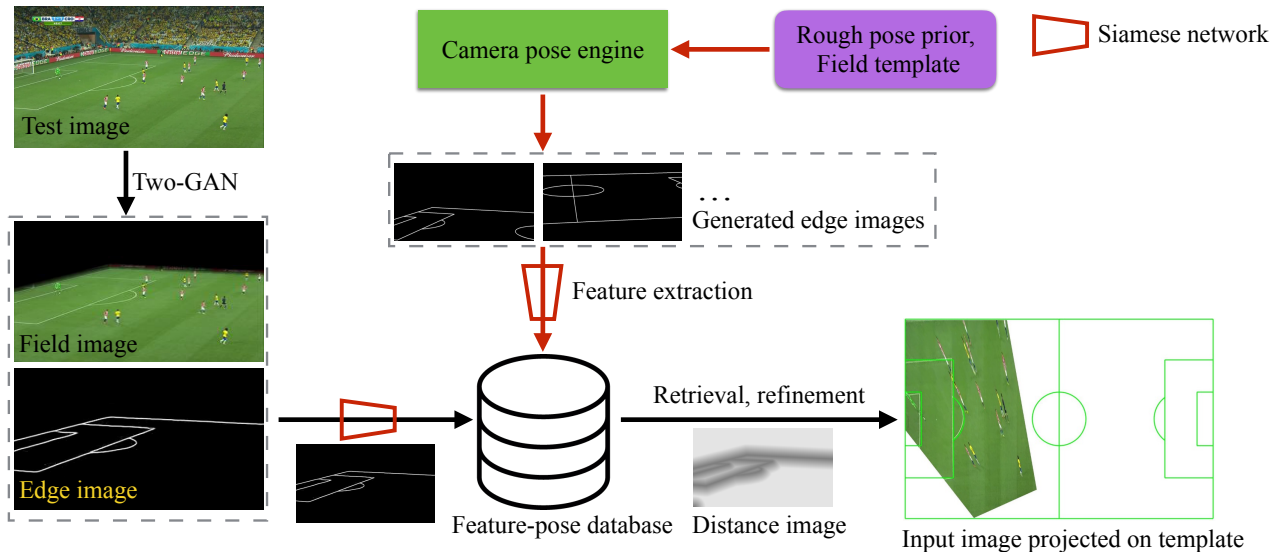 Test image
Two-GAN
Field image
Edge image
Camera pose engine
Rough pose prior,
Field template
Siamese network
...
Generated edge images
Feature extraction
Feature-pose database
Retrieval, refinement
Distance image
Input image projected on template